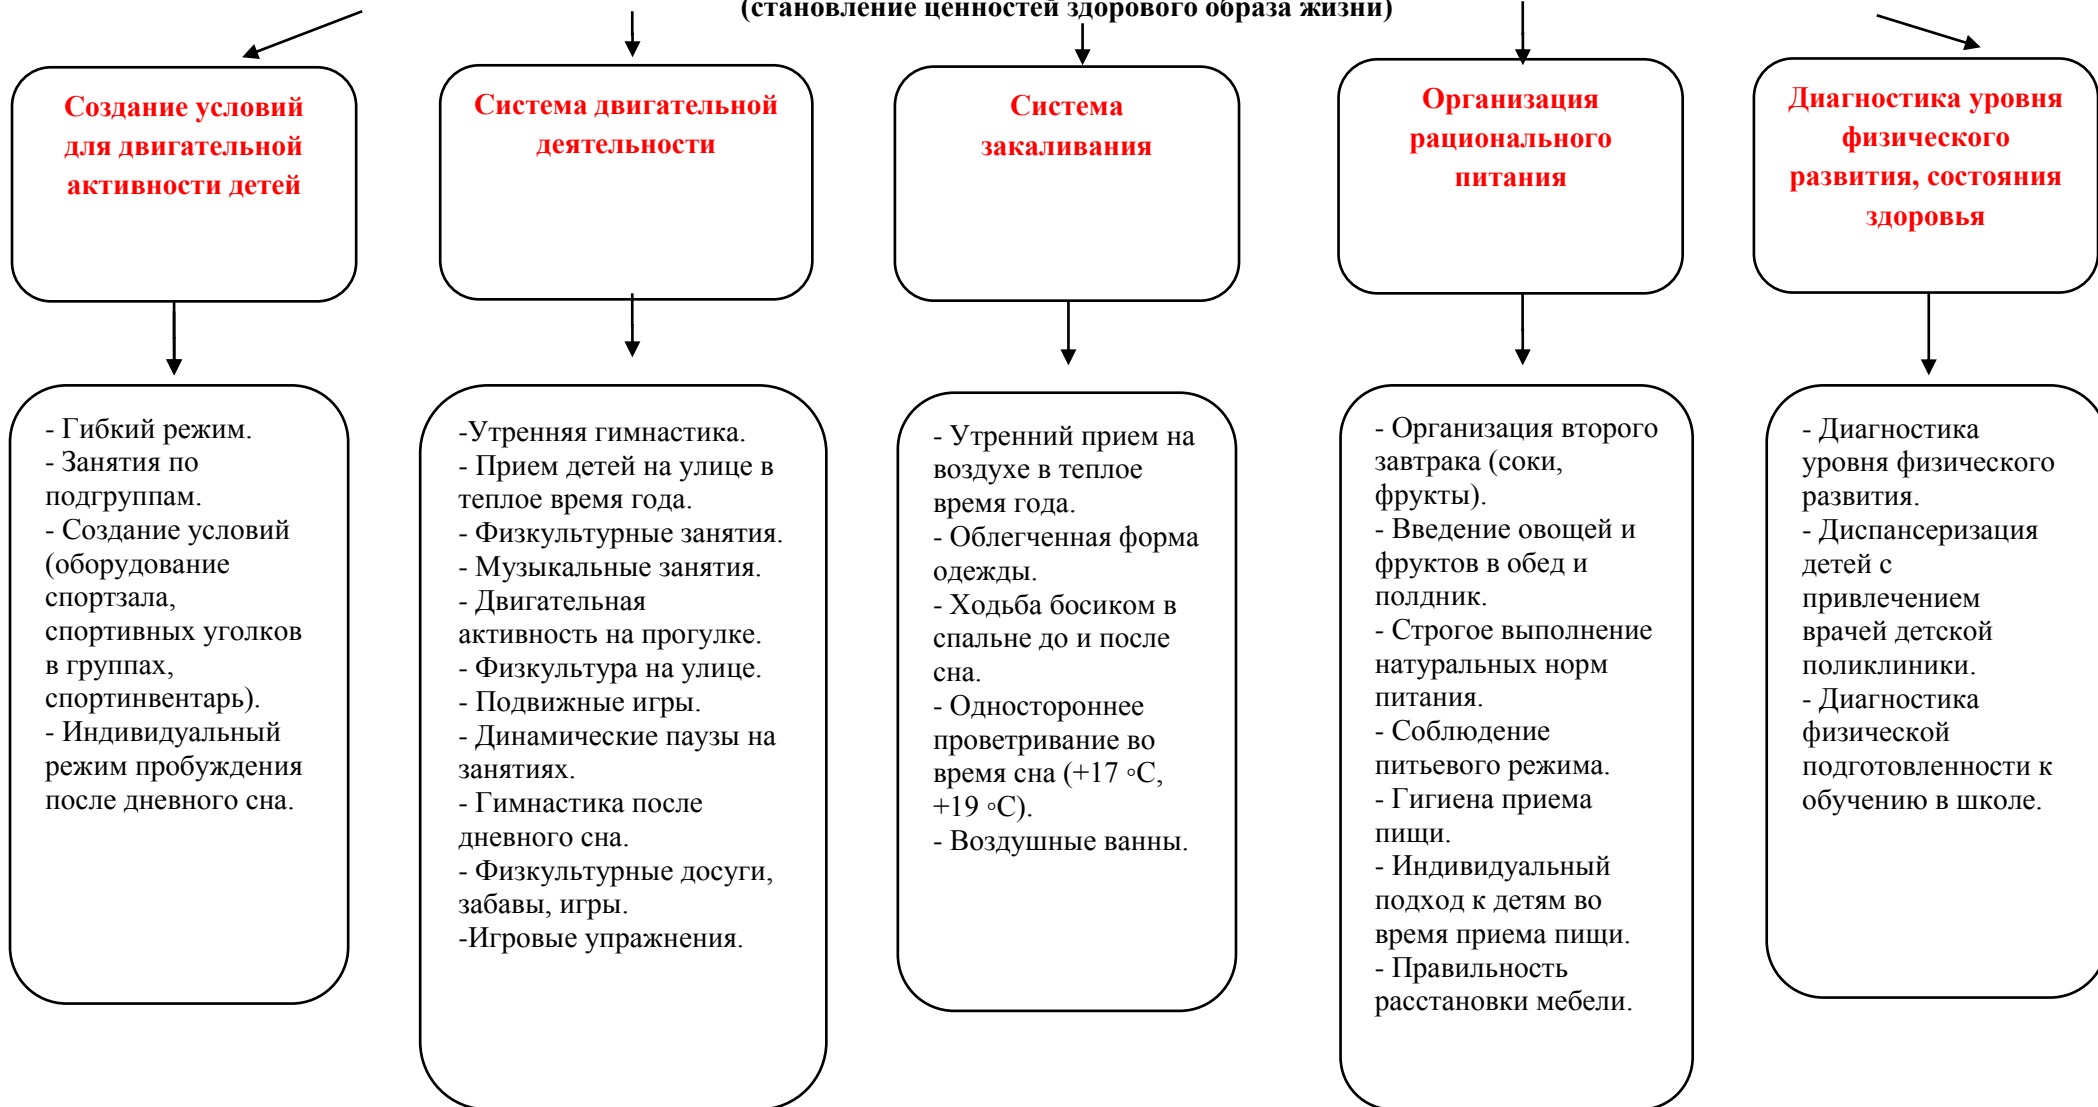 (становление ценностей здорового образа жизни)
Создание условий
для двигательной
активности детей
Система двигательной
деятельности
Система
закаливания
Организация
рационального
питания
Диагностика уровня
физического
развития, состояния
здоровья
- Гибкий режим.
- Занятия по
подгруппам.
- Создание условий
(оборудование
спортзала,
спортивных уголков
в группах,
спортинвентарь).
- Индивидуальный
режим пробуждения
после дневного сна.
-Утренняя гимнастика.
- Прием детей на улице в
теплое время года.
- Физкультурные занятия.
- Музыкальные занятия.
- Двигательная
активность на прогулке.
- Физкультура на улице.
- Подвижные игры.
- Динамические паузы на
занятиях.
- Гимнастика после
дневного сна.
- Физкультурные досуги,
забавы, игры.
-Игровые упражнения.
- Утренний прием на
воздухе в теплое
время года.
- Облегченная форма
одежды.
- Ходьба босиком в
спальне до и после
сна.
- Одностороннее
проветривание во
время сна (+17 ◦C,
+19 ◦C).
- Воздушные ванны.
- Организация второго
завтрака (соки,
фрукты).
- Введение овощей и
фруктов в обед и
полдник.
- Строгое выполнение
натуральных норм
питания.
- Соблюдение
питьевого режима.
- Гигиена приема
пищи.
- Индивидуальный
подход к детям во
время приема пищи.
- Правильность
расстановки мебели.
- Диагностика
уровня физического
развития.
- Диспансеризация
детей с
привлечением
врачей детской
поликлиники.
- Диагностика
физической
подготовленности к
обучению в школе.